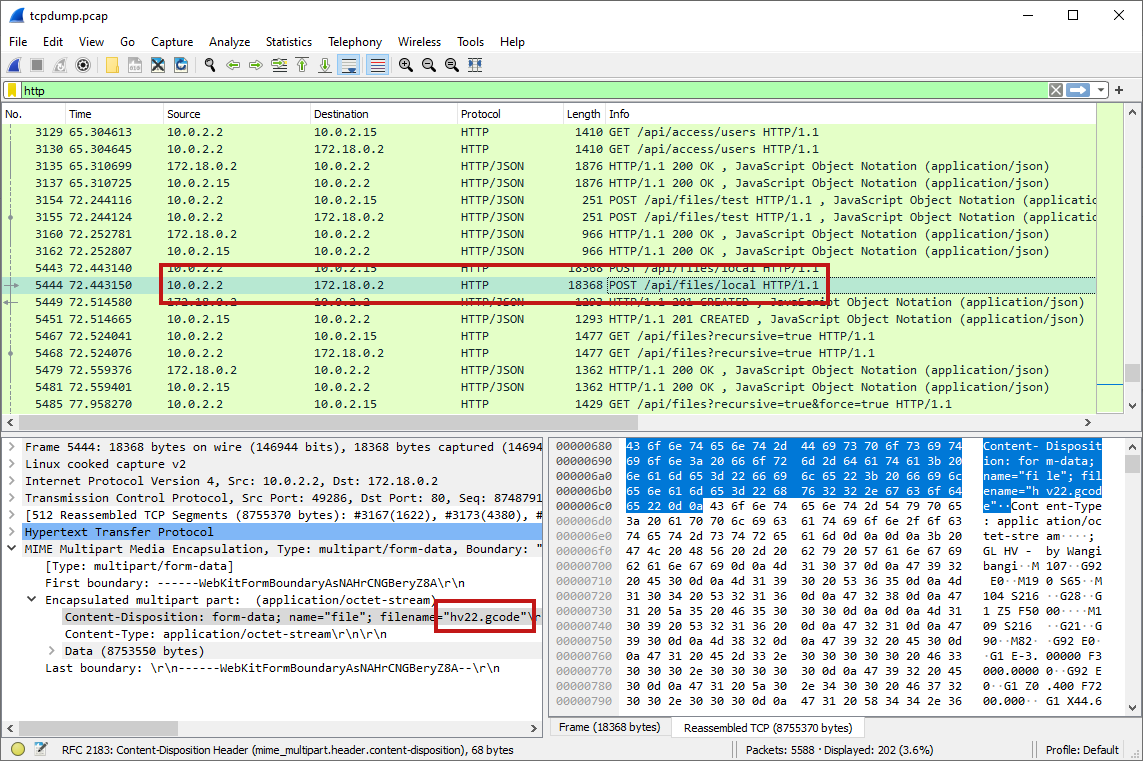 tcpdump.pcap
File Edit View Go Capture Analyze Statistics Telephony Wireless Tools Help
http
No. Time Source Destination Protocol Length Info
3129 65.304613 10.0.2.2 10.0.2.15 HTTP 1410 GET /api/access/users HTTP/1.1
3130 65.304645 10.0.2.2 172.18.0.2 HTTP 1410 GET /api/access/users HTTP/1.1
3135 65.310699 172.18.0.2 10.0.2.2 HTTP/JSON 1876 HTTP/1.1 200 OK , JavaScript Object Notation (application/json)
3137 65.310725 10.0.2.15 10.0.2.2 HTTP/JSON 1876 HTTP/1.1 200 OK , JavaScript Object Notation (application/json)
3154 72.244116 10.0.2.2 10.0.2.15 HTTP/JSON 251 POST /api/files/test HTTP/1.1 , JavaScript Object Notation (applicatio
3155 72.244124 10.0.2.2 172.18.0.2 HTTP/JSON 251 POST /api/files/test HTTP/1.1 , JavaScript Object Notation (applicatio
3160 72.252781 172.18.0.2 10.0.2.2 HTTP/JSON 966 HTTP/1.1 200 OK , JavaScript Object Notation (application/json)
3162 72.252807 10.0.2.15 10.0.2.2 HTTP/JSON 966 HTTP/1.1 200 OK , JavaScript Object Notation (application/json)
5443 72.443140 10.0.2.2 10.0.2.15 HTTP 18368 POST /api/files/local HTTP/1.1
5444 72.443150 10.0.2.2 172.18.0.2 HTTP 18368 POST /api/files/local HTTP/1.1
5449 72.514580 172.18.0.2 10.0.2.2 HTTP/JSON 1293 HTTP/1.1 201 CREATED , JavaScript Object Notation (application/json)
5451 72.514665 10.0.2.15 10.0.2.2 HTTP/JSON 1293 HTTP/1.1 201 CREATED , JavaScript Object Notation (application/json)
5467 72.524041 10.0.2.2 10.0.2.15 HTTP 1477 GET /api/files?recursive=true HTTP/1.1
5468 72.524076 10.0.2.2 172.18.0.2 HTTP 1477 GET /api/files?recursive=true HTTP/1.1
5479 72.559376 172.18.0.2 10.0.2.2 HTTP/JSON 1362 HTTP/1.1 200 OK , JavaScript Object Notation (application/json)
5481 72.559401 10.0.2.15 10.0.2.2 HTTP/JSON 1362 HTTP/1.1 200 OK , JavaScript Object Notation (application/json)
5485 77.958270 10.0.2.2 10.0.2.15 HTTP 1429 GET /api/files?recursive=true&force=true HTTP/1.1
Frame 5444: 18368 bytes on wire (146944 bits), 18368 bytes captured (14694
Linux cooked capture v2
Internet Protocol Version 4, Src: 10.0.2.2, Dst: 172.18.0.2
Transmission Control Protocol, Src Port: 49286, Dst Port: 80, Seq: 8748791
[512 Reassembled TCP Segments (8755370 bytes): #3167(1622), #3173(4380), #
Hypertext Transfer Protocol
MIME Multipart Media Encapsulation, Type: multipart/form-data, Boundary: "
[Type: multipart/form-data]
First boundary: ------WebKitFormBoundaryAsNAHrCNGBeryZ8A\r\n
Encapsulated multipart part: (application/octet-stream)
Content-Disposition: form-data; name="file"; filename="hv22.gcode"\r
Content-Type: application/octet-stream\r\n\r\n
Data (8753550 bytes)
Last boundary: \r\n------WebKitFormBoundaryAsNAHrCNGBeryZ8A--\r\n
00000680 43 6f 6e 74 65 6e 74 2d 44 69 73 70 6f 73 69 74 Content- Disposit
00000690 69 6f 6e 3a 20 66 6f 72 6d 2d 64 61 74 61 3b 20 ion: for m-data;
000006a0 6e 61 6d 65 3d 22 66 69 6c 65 22 3b 20 66 69 6c name="fi le"; fil
000006b0 65 6e 61 6d 65 3d 22 68 76 32 32 2e 67 63 6f 64 ename="h v22.gcod
000006c0 65 22 0d 0a 43 6f 6e 74 65 6e 74 2d 54 79 70 65 e"··Cont ent-Type
000006d0 3a 20 61 70 70 6c 69 63 61 74 69 6f 6e 2f 6f 63 : applic ation/oc
000006e0 74 65 74 2d 73 74 72 65 61 6d 0d 0a 0d 0a 3b 20 tet-stre am····;
000006f0 47 4c 20 48 56 20 2d 20 62 79 20 57 61 6e 67 69 GL HV - by Wangi
00000700 62 61 6e 67 69 0d 0a 4d 31 30 37 0d 0a 47 39 32 bangi··M 107··G92
00000710 20 45 30 0d 0a 4d 31 39 30 20 53 36 35 0d 0a 4d E0··M19 0 S65··M
00000720 31 30 34 20 53 32 31 36 0d 0a 47 32 38 0d 0a 47 104 S216 ··G28··G
00000730 31 20 5a 35 20 46 35 30 30 30 0d 0a 0d 0a 4d 31 1 Z5 F50 00····M1
00000740 30 39 20 53 32 31 36 0d 0a 47 32 31 0d 0a 47 39 09 S216· ·G21··G9
00000750 30 0d 0a 4d 38 32 0d 0a 47 39 32 20 45 30 0d 0a 0··M82·· G92 E0··
00000760 47 31 20 45 2d 33 2e 30 30 30 30 30 20 46 33 ·G1 E-3. 00000 F3
00000770 30 30 30 2e 30 30 30 30 30 0d 0a 47 39 32 20 45 000.0000 0··G92 E
00000780 30 0d 0a 47 31 20 5a 30 2e 34 30 30 20 46 37 32 0··G1 Z0 .400 F72
00000790 30 30 2e 30 30 30 0d 0a 47 31 20 58 34 34 2e 36 00.000·· G1 X44.6
Frame (18368 bytes) Reassembled TCP (8755370 bytes)
RFC 2183: Content-Disposition Header (mime_multipart.header.content-disposition), 68 bytes Packets: 5588 · Displayed: 202 (3.6%) Profile: Default